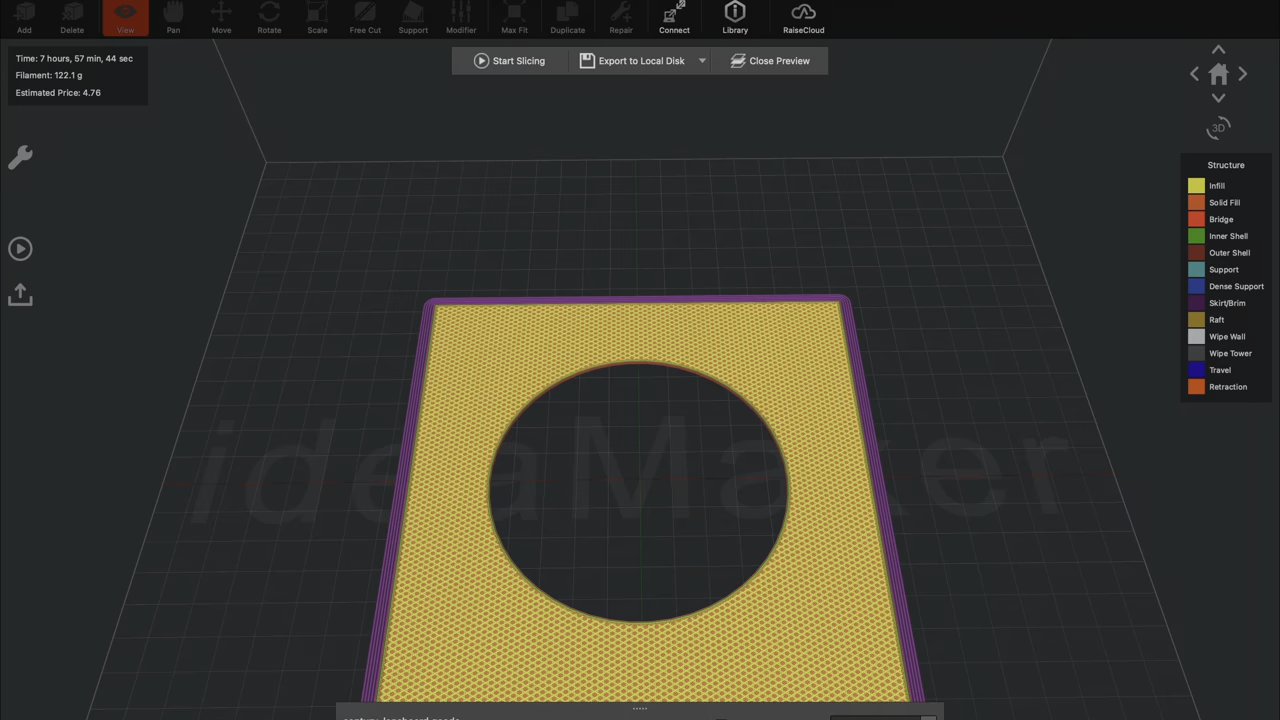 Add
Delete
View
Pan
Move
Rotate
Scale
Free Cut
Support
Modifier
Max Fit
Duplicate
Repair
Connect
Library
RaiseCloud
Time: 7 hours, 57 min, 44 sec
Filament: 122.1 g
Estimated Price: 4.76
Start Slicing
Export to Local Disk
Close Preview
3D
Structure
Infill
Solid Fill
Bridge
Inner Shell
Outer Shell
Support
Dense Support
Skirt/Brim
Raft
Wipe Wall
Wipe Tower
Travel
Retraction
ideaMaker